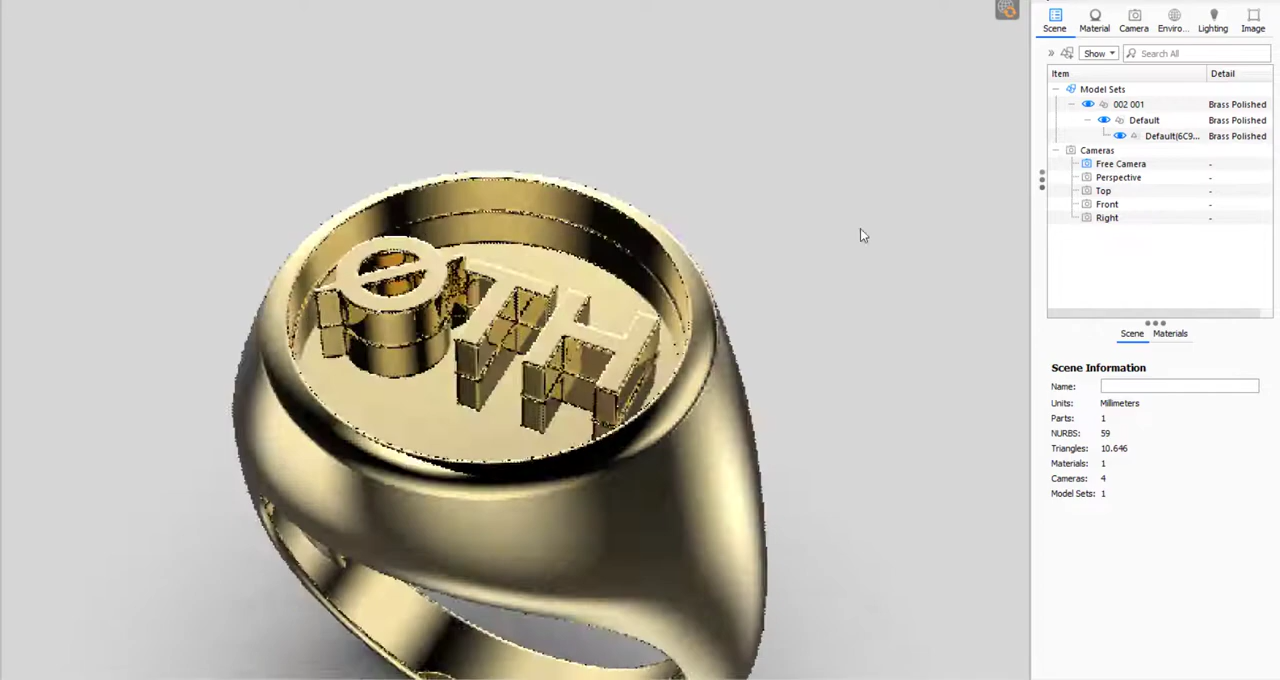 Scene Material Camera Enviro... Lighting Image
» Show Search All
Item Detail
Model Sets
002 001 Brass Polished
Default Brass Polished
Default(6C9... Brass Polished
Cameras
Free Camera -
Perspective -
Top -
Front -
Right -
Scene Materials
Scene Information
Name:
Units: Millimeters
Parts: 1
NURBS: 59
Triangles: 10.646
Materials: 1
Cameras: 4
Model Sets: 1
ӨTH